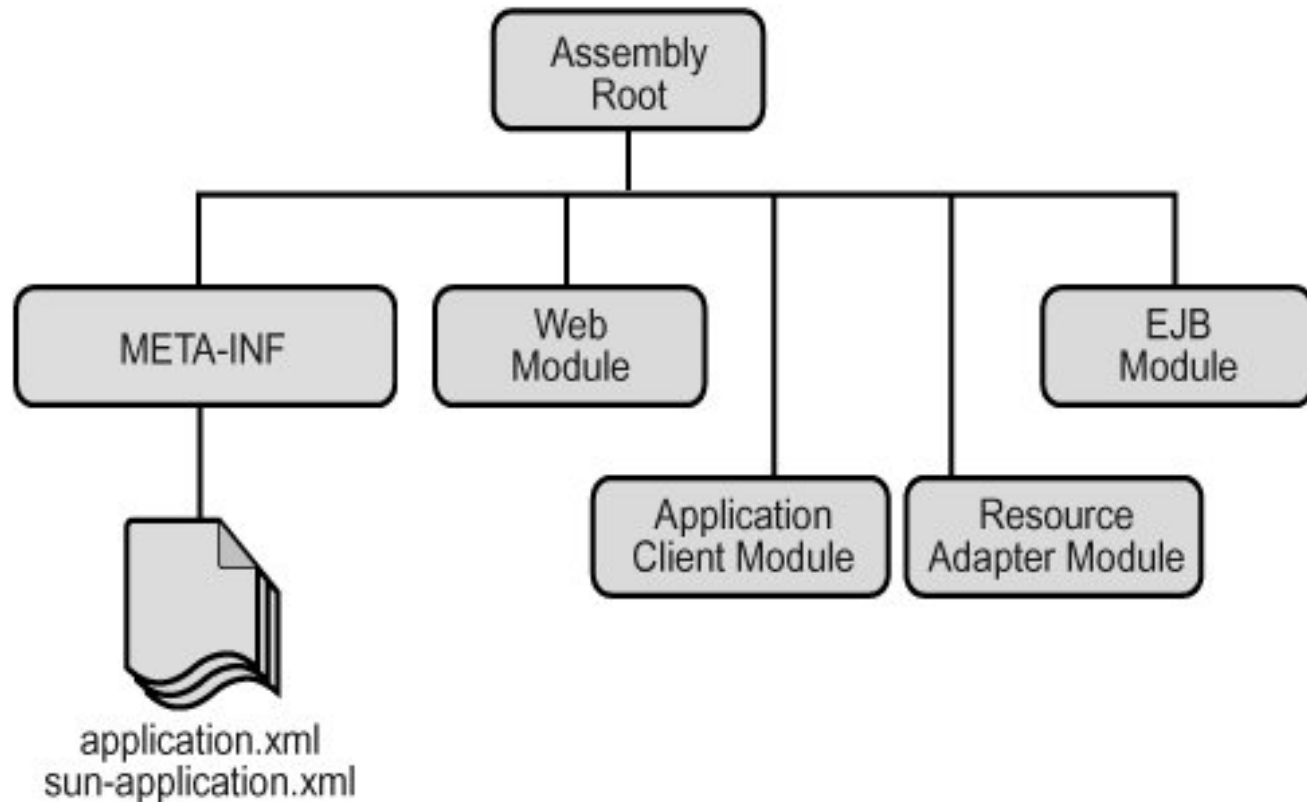 Assembly
Root
META-INF
Web
Module
EJB
Module
Application
Client Module
Resource
Adapter Module
application.xml
sun-application.xml